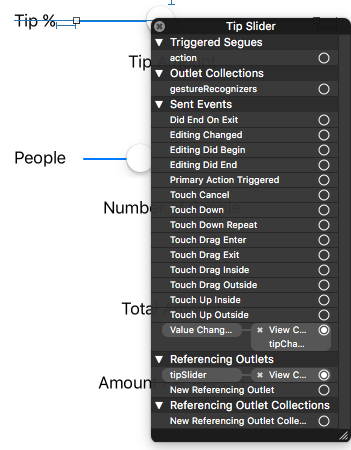 Tip %
Tip Slider
Triggered Segues
Tip A
action
Outlet Collections
gestureRecognizers
Sent Events
Did End On Exit
Editing Changed
Editing Did Begin
People
Editing Did End
Primary Action Triggered
Touch Cancel
Number
Touch Down
Touch Down Repeat
Touch Drag Enter
Touch Drag Exit
Touch Drag Inside
Touch Drag Outside
Touch Up Inside
Total
Touch Up Outside
Value Chang... View C...
tipCha...
Referencing Outlets
tipSlider View C...
Amount
New Referencing Outlet
Referencing Outlet Collections
New Referencing Outlet Colle...